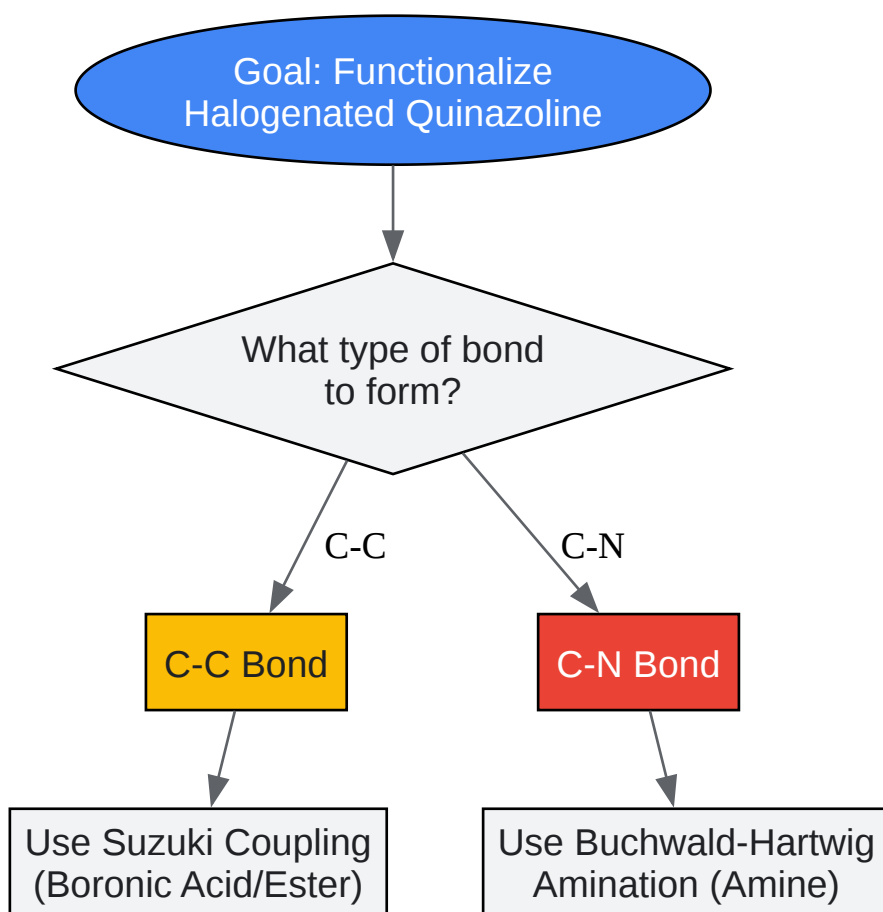 Goal: Functionalize
Halogenated Quinazoline
What type of bond
to form?
C-C
C-N
C-C Bond
C-N Bond
Use Suzuki Coupling
(Boronic Acid/Ester)
Use Buchwald-Hartwig
Amination (Amine)